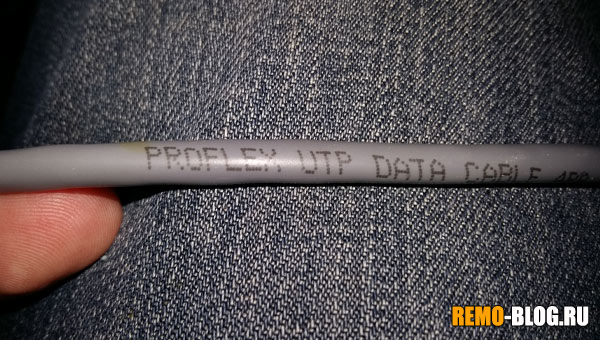 PROFLEX UTP DATA CABLE
REMO-BLOG.RU